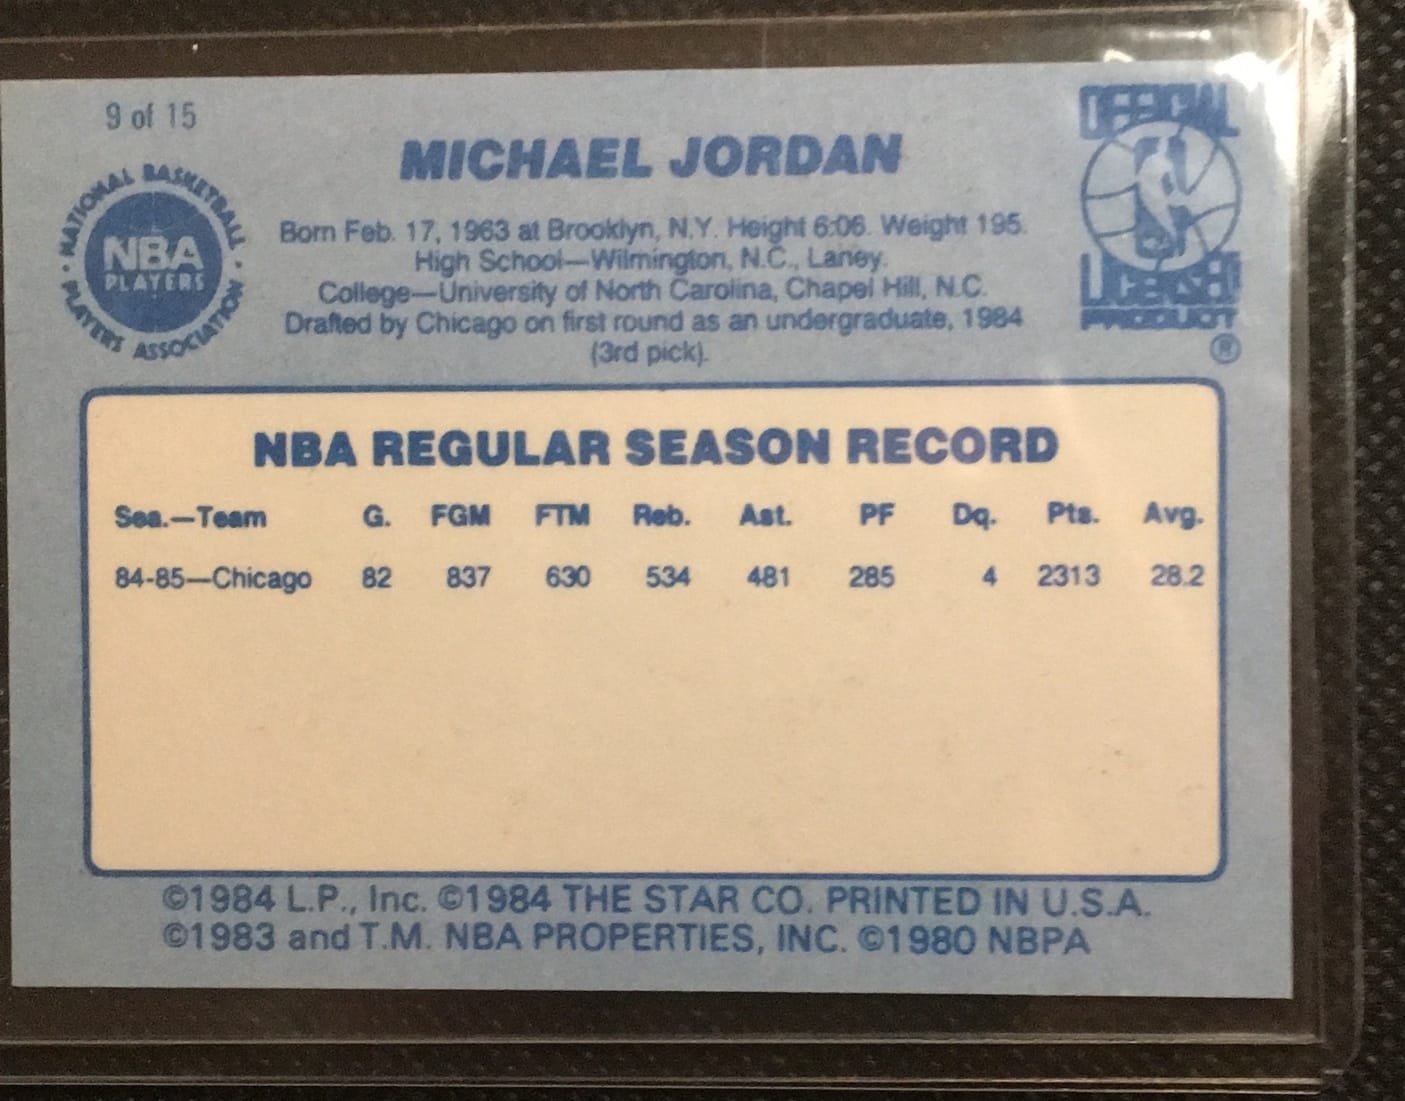 9 of 15
MICHAEL JORDAN
NATIONAL BASKETBALL
NBA
PLAYERS
• PLAYERS ASSOCIATION •
OFFICIAL
LICENSED
PRODUCT
®
Born Feb. 17, 1963 at Brooklyn, N.Y. Height 6:06. Weight 195.
High School—Wilmington, N.C., Laney.
College—University of North Carolina, Chapel Hill, N.C.
Drafted by Chicago on first round as an undergraduate, 1984
(3rd pick).
NBA REGULAR SEASON RECORD
Sea.—Team G. FGM FTM Reb. Ast. PF Dq. Pts. Avg.
84-85—Chicago 82 837 630 534 481 285 4 2313 28.2
©1984 L.P., Inc. ©1984 THE STAR CO. PRINTED IN U.S.A.
©1983 and T.M. NBA PROPERTIES, INC. ©1980 NBPA